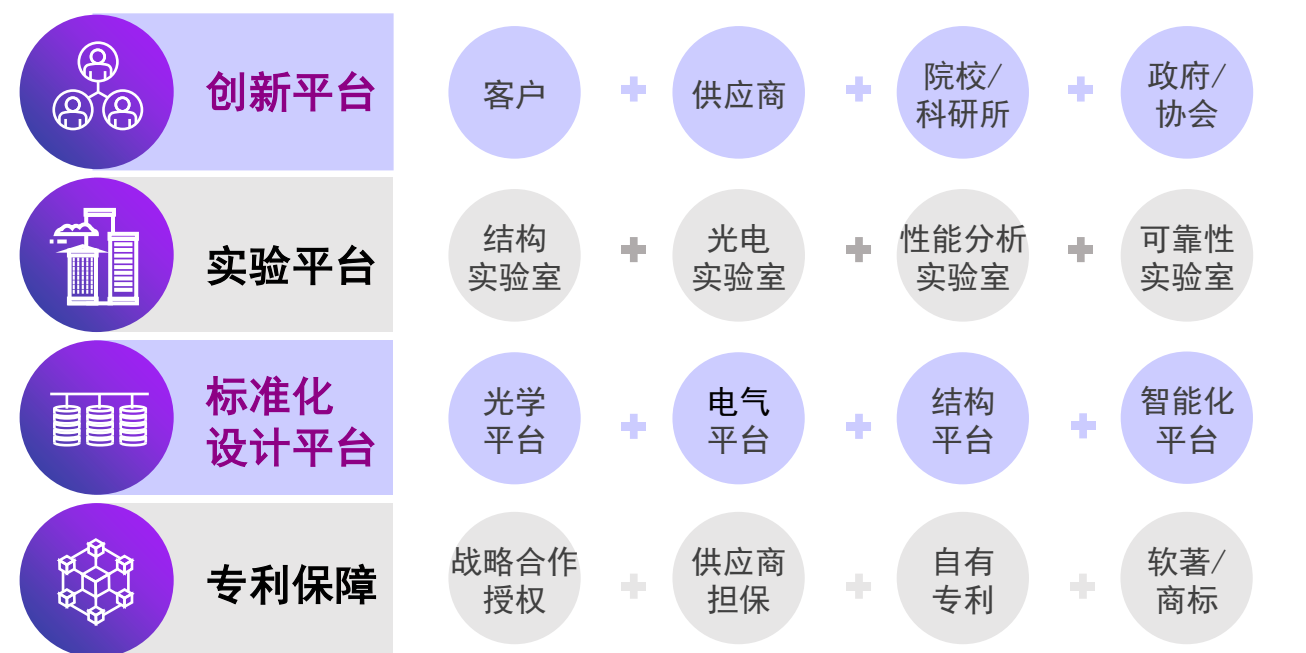 创新平台
客户
供应商
院校/
科研所
政府/
协会
实验平台
结构
实验室
光电
实验室
性能分析
实验室
可靠性
实验室
标准化
设计平台
光学
平台
电气
平台
结构
平台
智能化
平台
专利保障
战略合作
授权
供应商
担保
自有
专利
软著/
商标